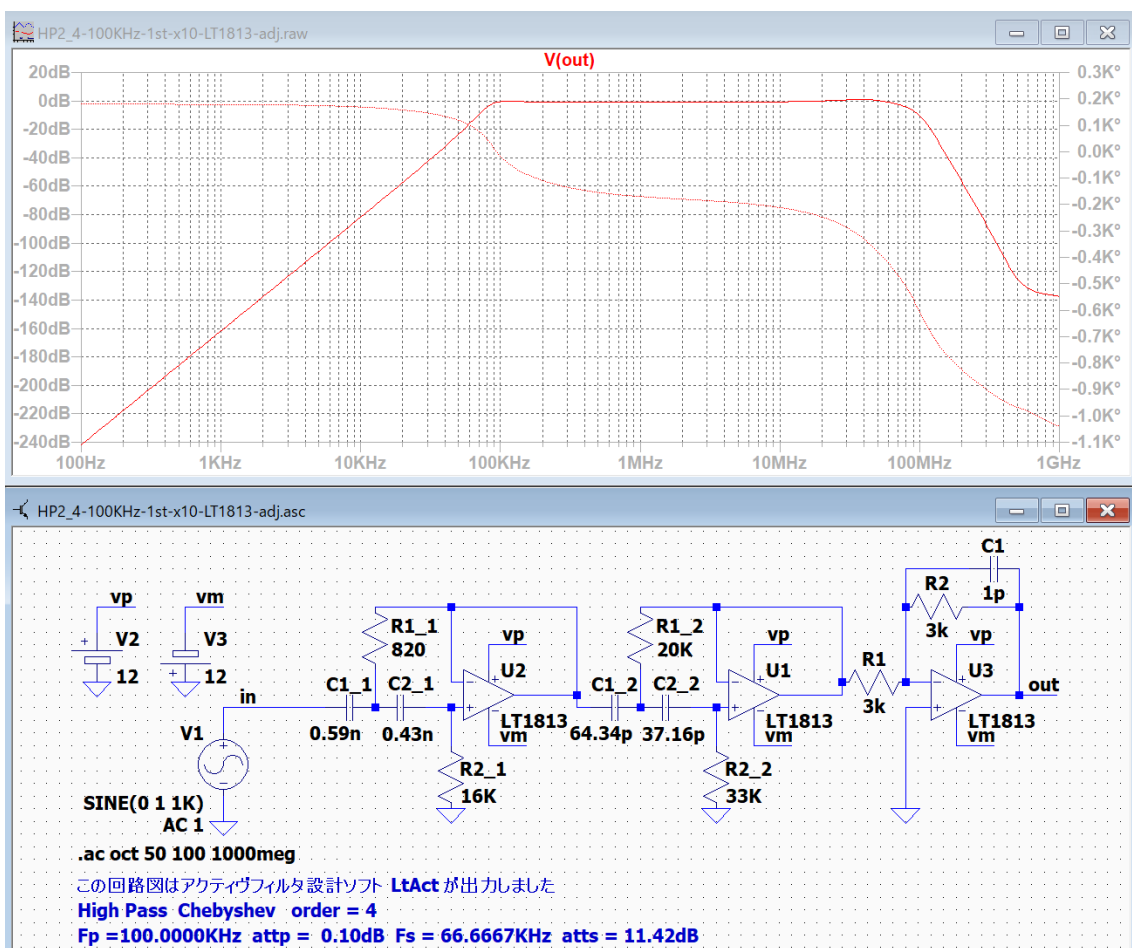 HP2_4-100KHz-1st-x10-LT1813-adj.raw
V(out)
20dB
0dB
-20dB
-40dB
-60dB
-80dB
-100dB
-120dB
-140dB
-160dB
-180dB
-200dB
-220dB
-240dB
0.3K°
0.2K°
0.1K°
0.0K°
-0.1K°
-0.2K°
-0.3K°
-0.4K°
-0.5K°
-0.6K°
-0.7K°
-0.8K°
-0.9K°
-1.0K°
-1.1K°
100Hz 1KHz 10KHz 100KHz 1MHz 10MHz 100MHz 1GHz
HP2_4-100KHz-1st-x10-LT1813-adj.asc
vp
V2
12
vm
V3
12
in
V1
SINE(0 1 1K)
AC 1
R1_1
820
C1_1
0.59n
C2_1
0.43n
R2_1
16K
vp
U2
LT1813
vm
R1_2
20K
C1_2
64.34p
C2_2
37.16p
R2_2
33K
vp
U1
LT1813
vm
R1
3k
C1
1p
R2
3k
vp
U3
LT1813
vm
out
.ac oct 50 100 1000meg
この回路図はアクティヴフィルタ設計ソフト LtAct が出力しました
High Pass Chebyshev order = 4
Fp =100.0000KHz attp = 0.10dB Fs = 66.6667KHz atts = 11.42dB